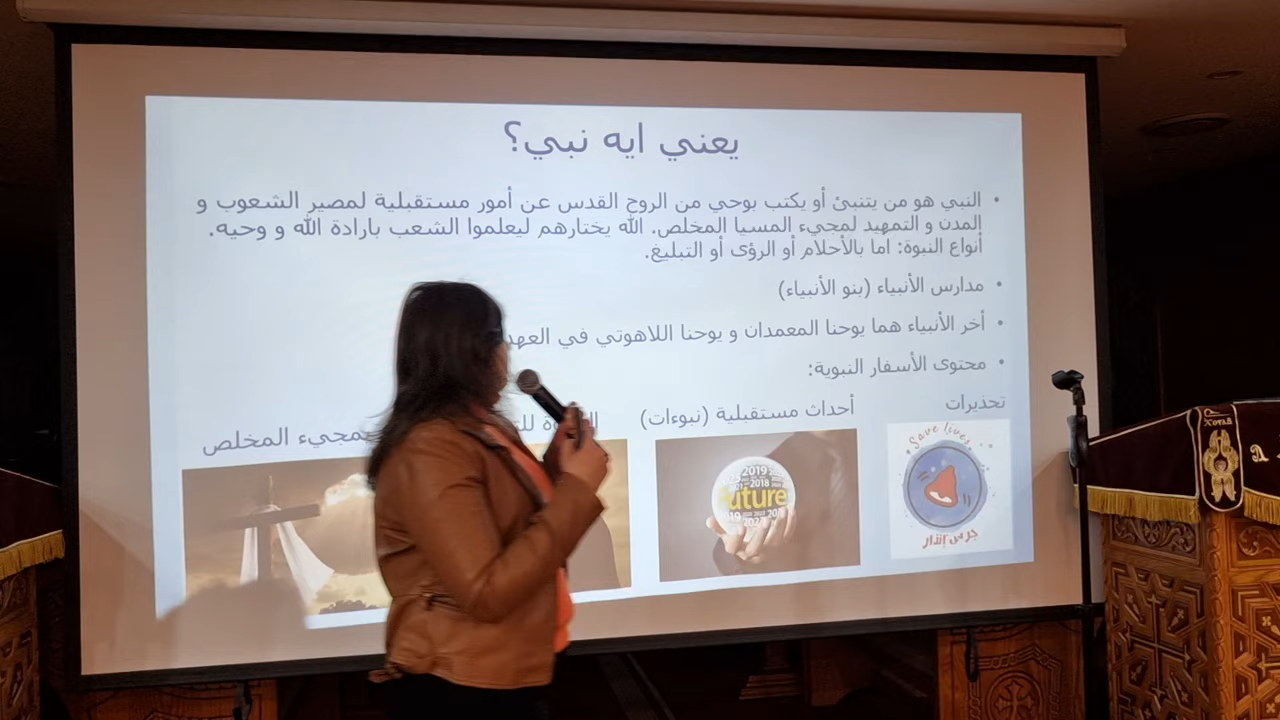 يعني ايه نبي؟
• النبي هو من يتنبئ أو يكتب بوحي من الروح القدس عن أمور مستقبلية لمصير الشعوب و
المدن و التمهيد لمجيء المسيا المخلص. الله يختارهم ليعلموا الشعب بارادة الله و وحيه.
أنواع النبوة: اما بالأحلام أو الرؤى أو التبليغ.
• مدارس الأنبياء (بنو الأنبياء)
• أخر الأنبياء هما يوحنا المعمدان و يوحنا اللاهوتي في
• محتوى الأسفار النبوية:
تحذيرات
أحداث مستقبلية (نبوءات)
بمجيء المخلص
Save lives
جرس إنذار
2019
2018
future